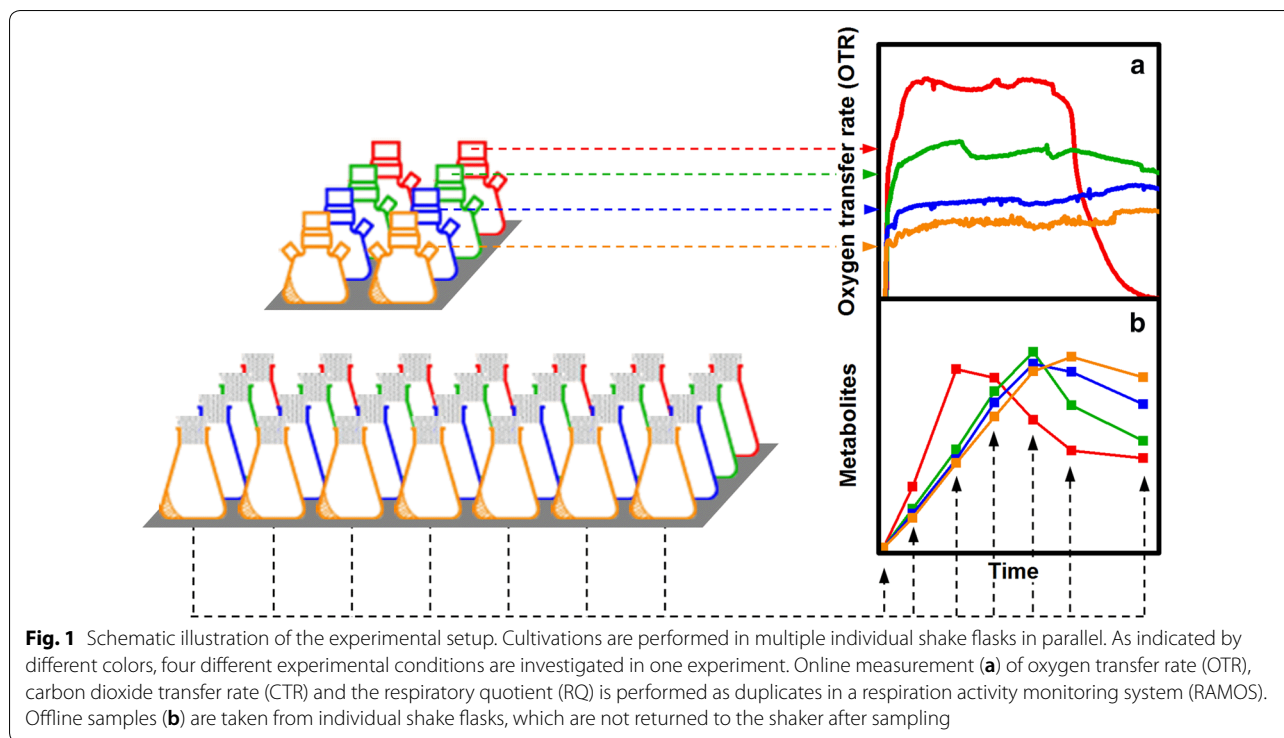 Oxygen transfer rate (OTR)
a
Metabolites
b
Time
Fig. 1 Schematic illustration of the experimental setup. Cultivations are performed in multiple individual shake flasks in parallel. As indicated by
different colors, four different experimental conditions are investigated in one experiment. Online measurement (a) of oxygen transfer rate (OTR),
carbon dioxide transfer rate (CTR) and the respiratory quotient (RQ) is performed as duplicates in a respiration activity monitoring system (RAMOS).
Offline samples (b) are taken from individual shake flasks, which are not returned to the shaker after sampling